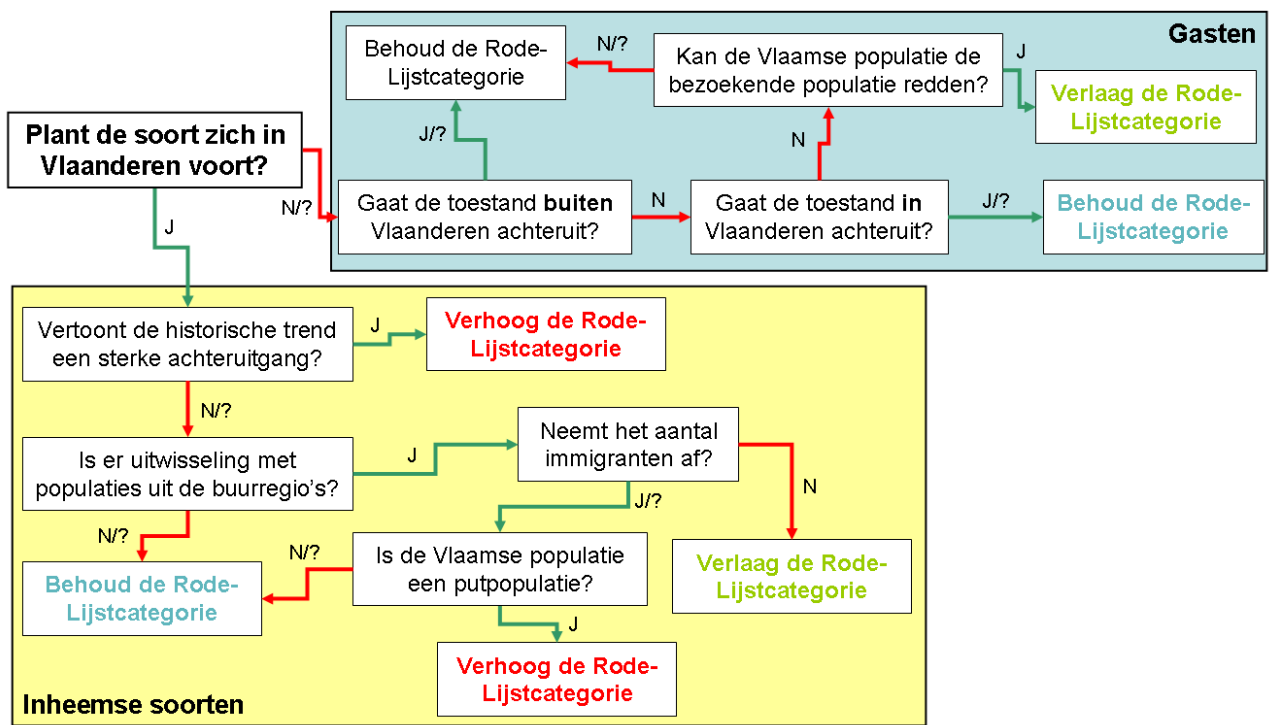 Gasten
Behoud de Rode-
Lijstcategorie
N/?
Kan de Vlaamse populatie de
bezoekende populatie redden?
J
Verlaag de Rode-
Lijstcategorie
Plant de soort zich in
Vlaanderen voort?
J/?
N
N/?
Gaat de toestand buiten
Vlaanderen achteruit?
N
Gaat de toestand in
Vlaanderen achteruit?
J/?
Behoud de Rode-
Lijstcategorie
J
Vertoont de historische trend
een sterke achteruitgang?
J
Verhoog de Rode-
Lijstcategorie
N/?
Is er uitwisseling met
populaties uit de buurregio's?
J
Neemt het aantal
immigranten af?
N
J/?
N/?
Behoud de Rode-
Lijstcategorie
N/?
Is de Vlaamse populatie
een putpopulatie?
Verlaag de Rode-
Lijstcategorie
J
Verhoog de Rode-
Lijstcategorie
Inheemse soorten